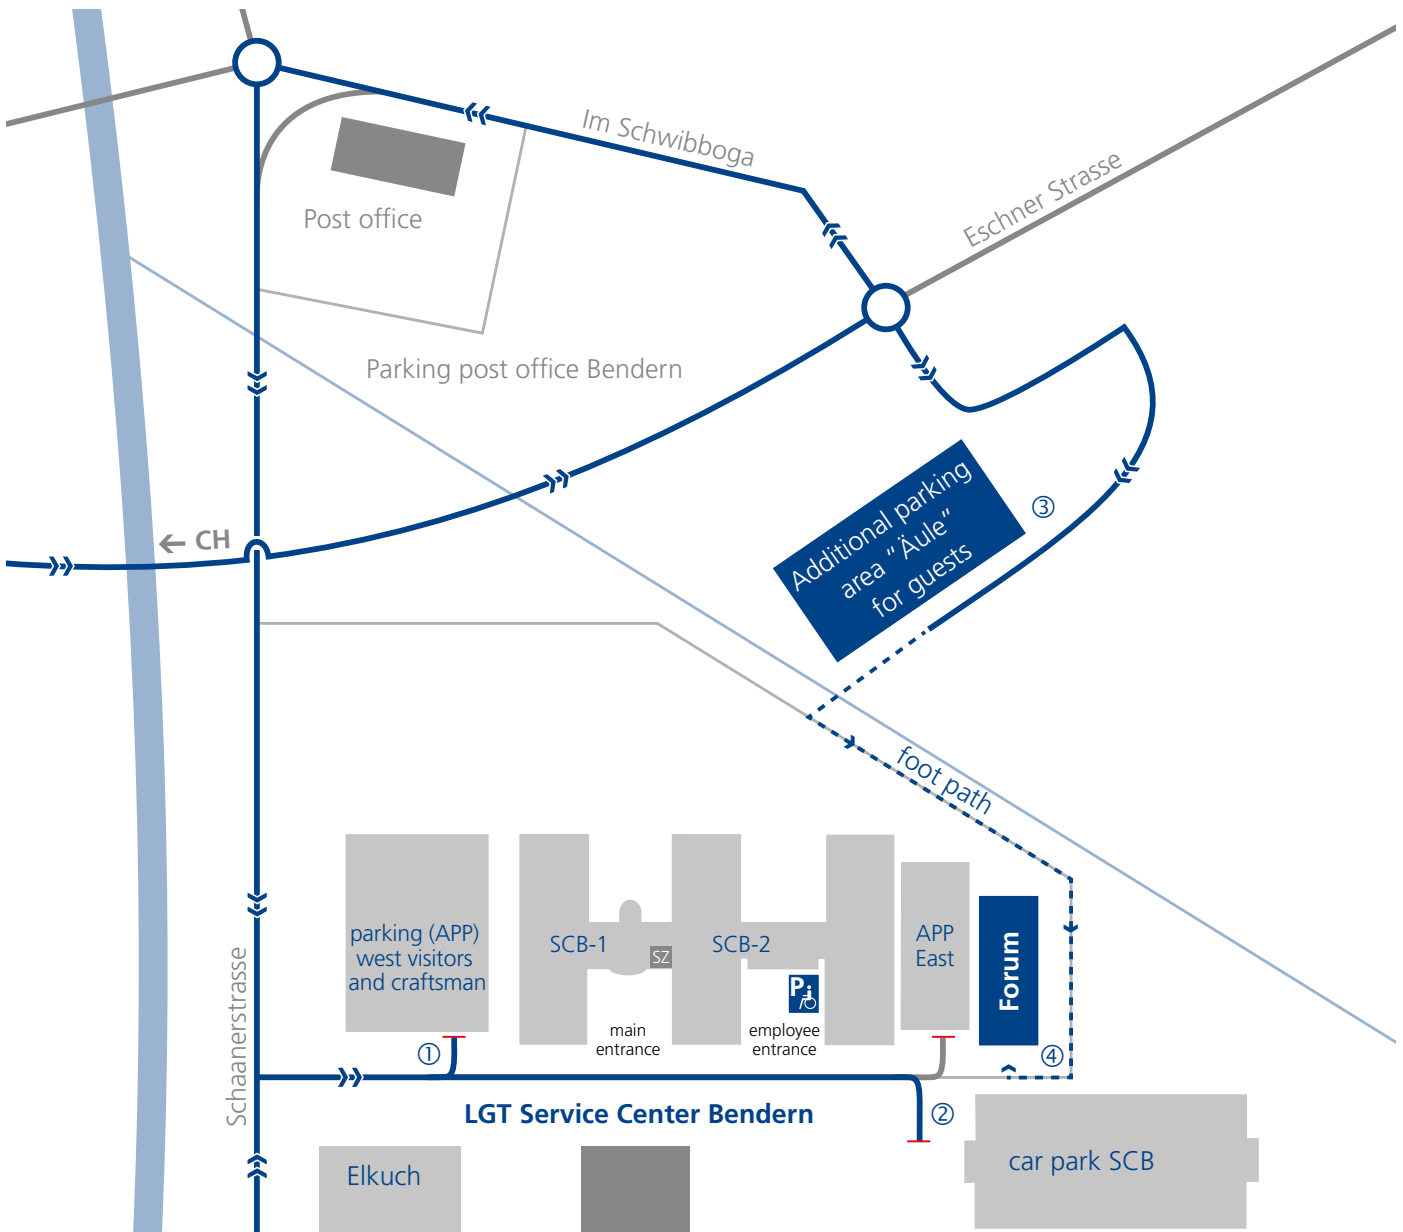 Im Schwibboga
Eschner Strasse
Post office
Parking post office Bendern
← CH
Additional parking
area "Äule"
for guests
③
foot path
parking (APP)
west visitors
and craftsman
SCB-1
SZ
SCB-2
APP
East
Forum
P
main
entrance
employee
entrance
①
④
Schaanerstrasse
LGT Service Center Bendern
②
Elkuch
car park SCB